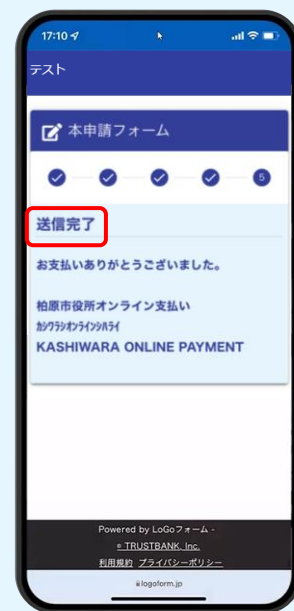 17:10
テスト
本申請フォーム
5
送信完了
お支払いありがとうございました。
柏原市役所オンライン支払い
ｶｼﾜﾗｼｵﾝﾗｲﾝｼﾊﾗｲ
KASHIWARA ONLINE PAYMENT
Powered by LoGoフォーム -
© TRUSTBANK, Inc.
利用規約 プライバシーポリシー
logoform.jp